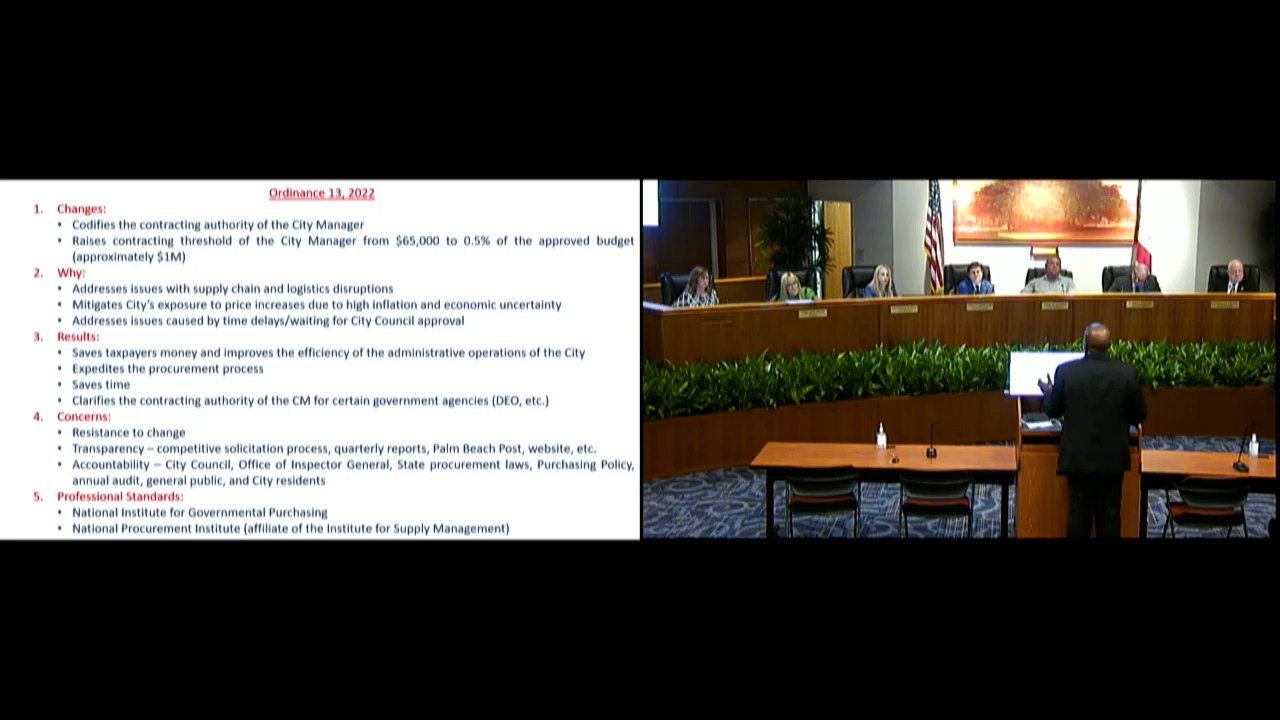 Ordinance 13, 2022
1. Changes:
• Codifies the contracting authority of the City Manager
• Raises contracting threshold of the City Manager from $65,000 to 0.5% of the approved budget
(approximately $1M)
2. Why:
• Addresses issues with supply chain and logistics disruptions
• Mitigates City's exposure to price increases due to high inflation and economic uncertainty
• Addresses issues caused by time delays/waiting for City Council approval
3. Results:
• Saves taxpayers money and improves the efficiency of the administrative operations of the City
• Expedites the procurement process
• Saves time
• Clarifies the contracting authority of the CM for certain government agencies (DEO, etc.)
4. Concerns:
• Resistance to change
• Transparency – competitive solicitation process, quarterly reports, Palm Beach Post, website, etc.
• Accountability – City Council, Office of Inspector General, State procurement laws, Purchasing Policy,
annual audit, general public, and City residents
5. Professional Standards:
• National Institute for Governmental Purchasing
• National Procurement Institute (affiliate of the Institute for Supply Management)